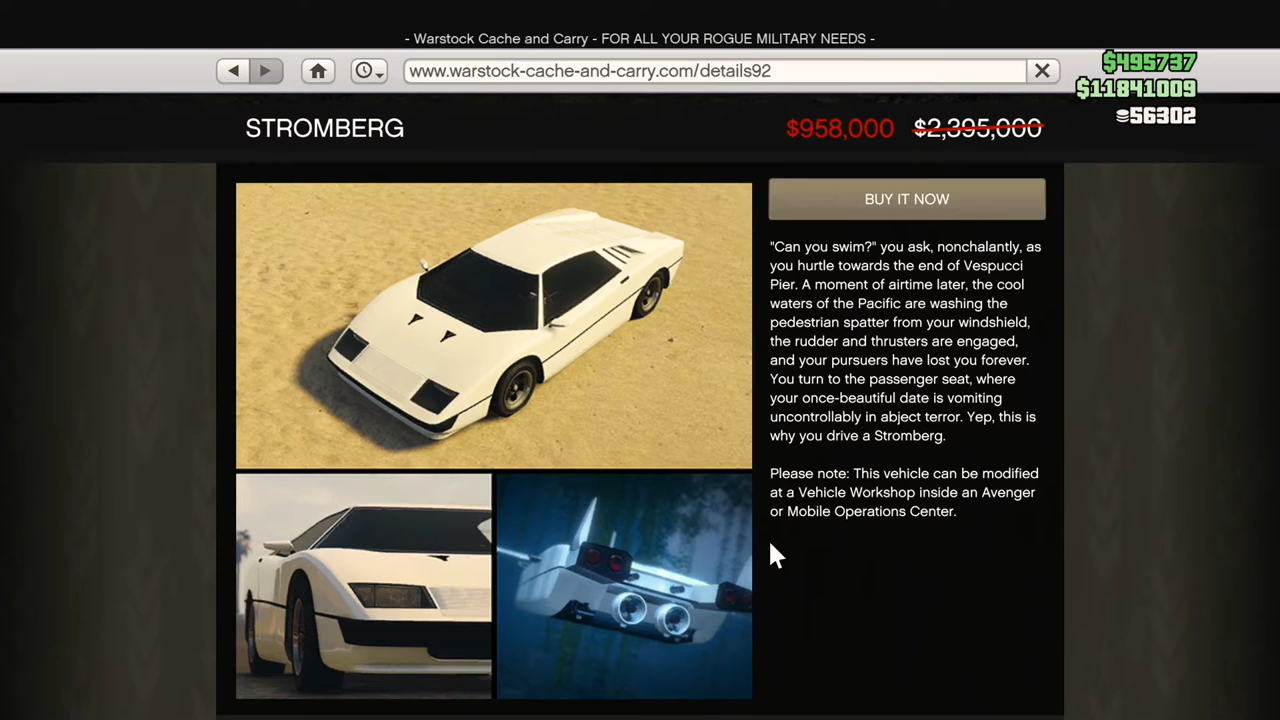 - Warstock Cache and Carry - FOR ALL YOUR ROGUE MILITARY NEEDS -
www.warstock-cache-and-carry.com/details92
$495737
$11841009
56302
STROMBERG
$958,000 $2,395,000
BUY IT NOW
"Can you swim?" you ask, nonchalantly, as
you hurtle towards the end of Vespucci
Pier. A moment of airtime later, the cool
waters of the Pacific are washing the
pedestrian spatter from your windshield,
the rudder and thrusters are engaged,
and your pursuers have lost you forever.
You turn to the passenger seat, where
your once-beautiful date is vomiting
uncontrollably in abject terror. Yep, this is
why you drive a Stromberg.
Please note: This vehicle can be modified
at a Vehicle Workshop inside an Avenger
or Mobile Operations Center.